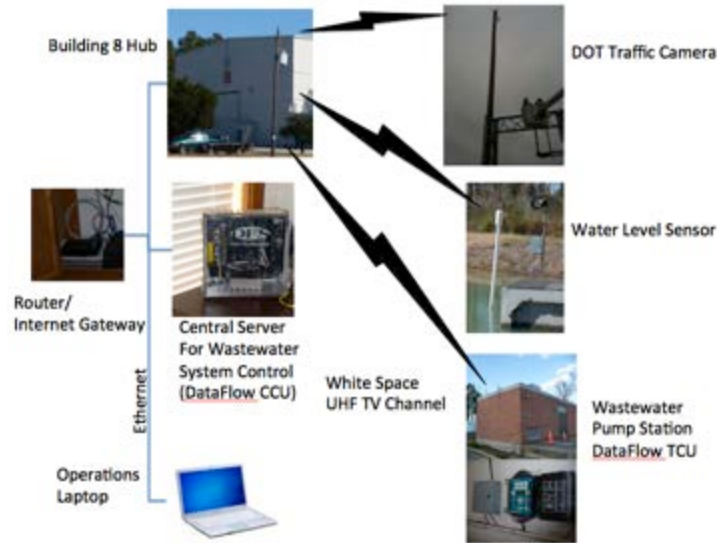 Building 8 Hub
DOT Traffic Camera
Water Level Sensor
Router/
Internet Gateway
Central Server
For Wastewater
System Control
(DataFlow CCU)
White Space
UHF TV Channel
Wastewater
Pump Station
DataFlow TCU
Ethernet
Operations
Laptop